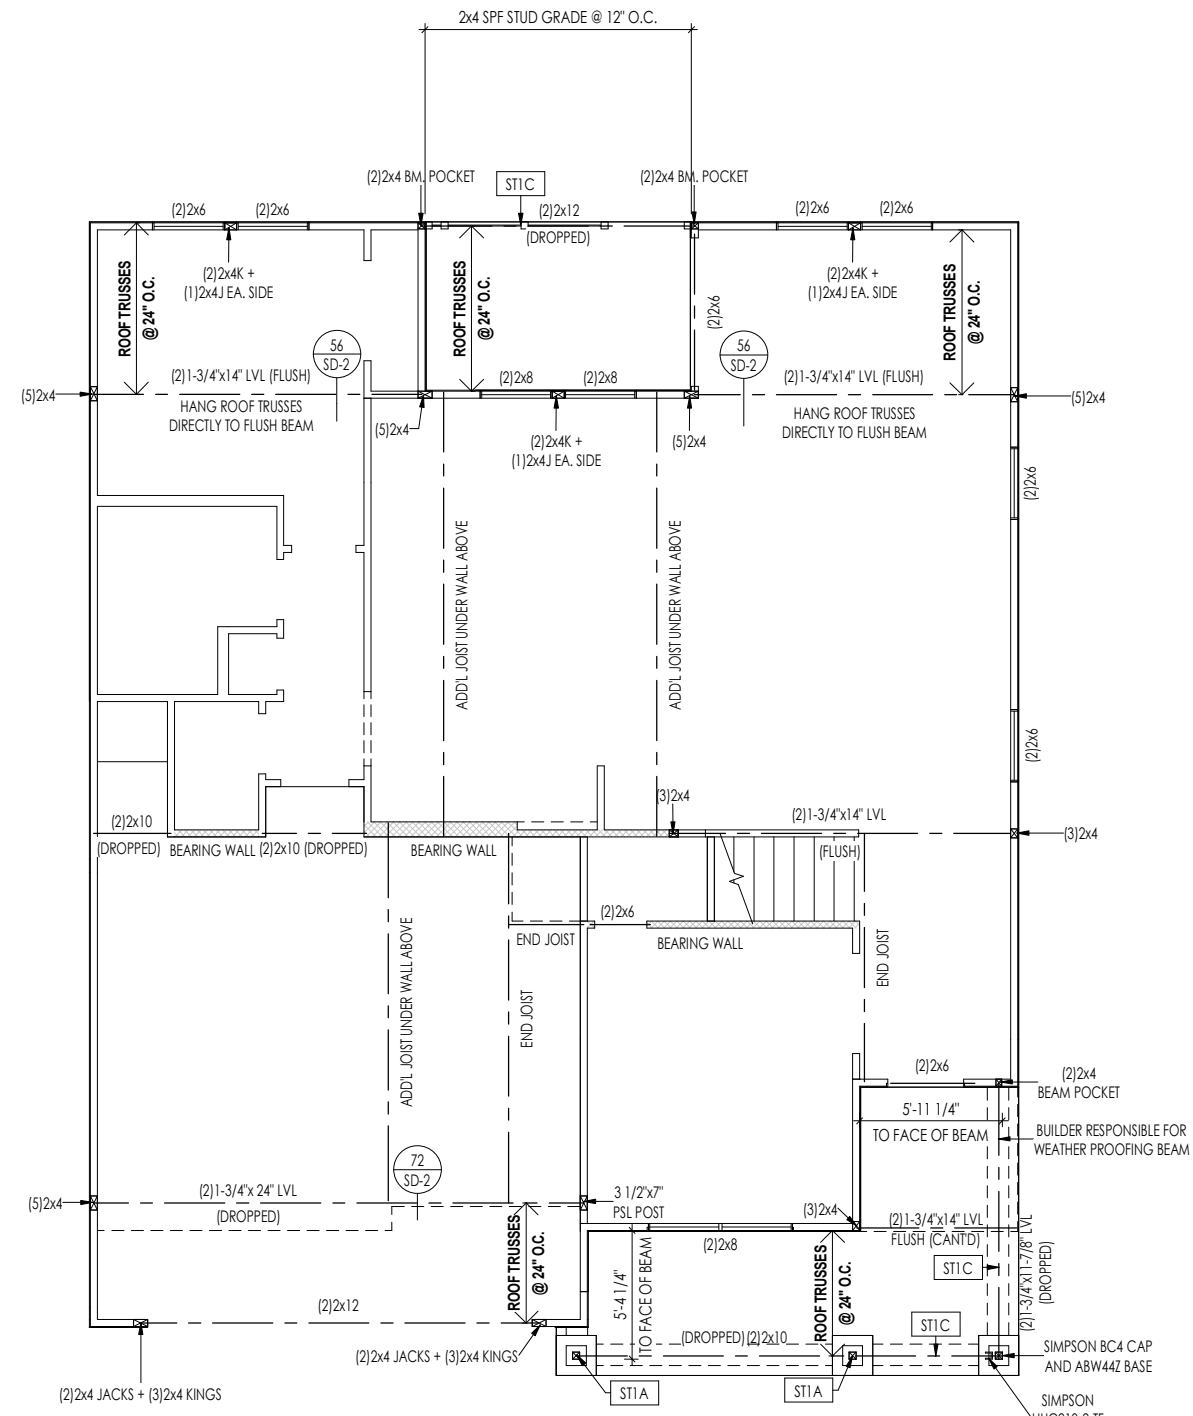 2x4 SPF STUD GRADE @ 12" O.C.
(2)2x4 BM. POCKET
ST1C
(2)2x4 BM. POCKET
(2)2x6
(2)2x6
(2)2x12
(DROPPED)
(2)2x6
(2)2x6
ROOF TRUSSES
@ 24" O.C.
(2)2x4K +
(1)2x4J EA. SIDE
ROOF TRUSSES
@ 24" O.C.
(2)2x6
(2)2x4K +
(1)2x4J EA. SIDE
ROOF TRUSSES
@ 24" O.C.
56
SD-2
56
SD-2
(2)1-3/4"x14" LVL (FLUSH)
(2)2x8
(2)2x8
(2)1-3/4"x14" LVL (FLUSH)
(5)2x4
HANG ROOF TRUSSES
DIRECTLY TO FLUSH BEAM
(5)2x4
(2)2x4K +
(1)2x4J EA. SIDE
(5)2x4
HANG ROOF TRUSSES
DIRECTLY TO FLUSH BEAM
(5)2x4
(2)2x6
ADD'L JOIST UNDER WALL ABOVE
ADD'L JOIST UNDER WALL ABOVE
(2)2x6
(3)2x4
(2)2x10
(2)1-3/4"x14" LVL
(3)2x4
(DROPPED)
BEARING WALL
(2)2x10 (DROPPED)
BEARING WALL
(FLUSH)
(2)2x6
END JOIST
BEARING WALL
ADD'L JOIST UNDER WALL ABOVE
END JOIST
END JOIST
(2)2x6
(2)2x4
BEAM POCKET
5'-11 1/4"
TO FACE OF BEAM
BUILDER RESPONSIBLE FOR
WEATHER PROOFING BEAM
72
SD-2
(5)2x4
(2)1-3/4"x 24" LVL
(DROPPED)
3 1/2"x7"
PSL POST
(3)2x4
(2)1-3/4"x14" LVL
FLUSH (CANT'D)
ROOF TRUSSES
@ 24" O.C.
(2)2x8
5'-4 1/4"
TO FACE OF BEAM
ROOF TRUSSES
@ 24" O.C.
ST1C
(2)1-3/4"x11-7/8" LVL
(DROPPED)
(2)2x12
(DROPPED)
(2)2x10
ST1C
(2)2x4 JACKS + (3)2x4 KINGS
SIMPSON BC4 CAP
AND ABW44Z BASE
(2)2x4 JACKS + (3)2x4 KINGS
ST1A
ST1A
SIMPSON